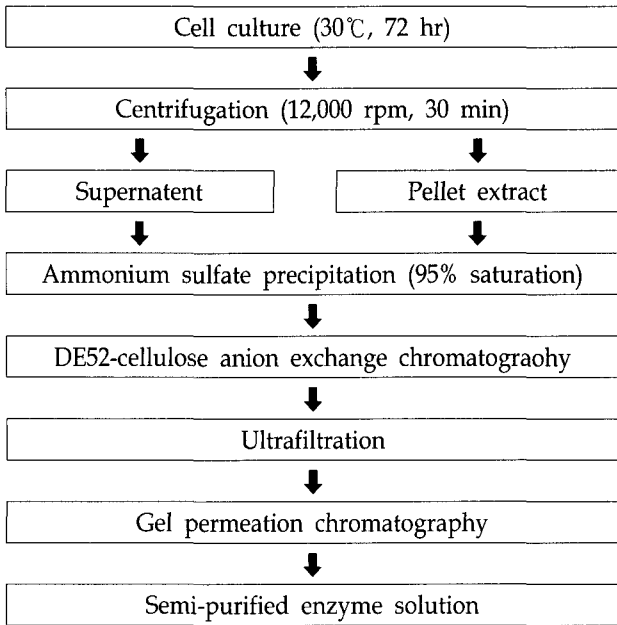 Cell culture (30℃, 72 hr)
Centrifugation (12,000 rpm, 30 min)
Supernatent
Pellet extract
Ammonium sulfate precipitation (95% saturation)
DE52-cellulose anion exchange chromatograohy
Ultrafiltration
Gel permeation chromatography
Semi-purified enzyme solution